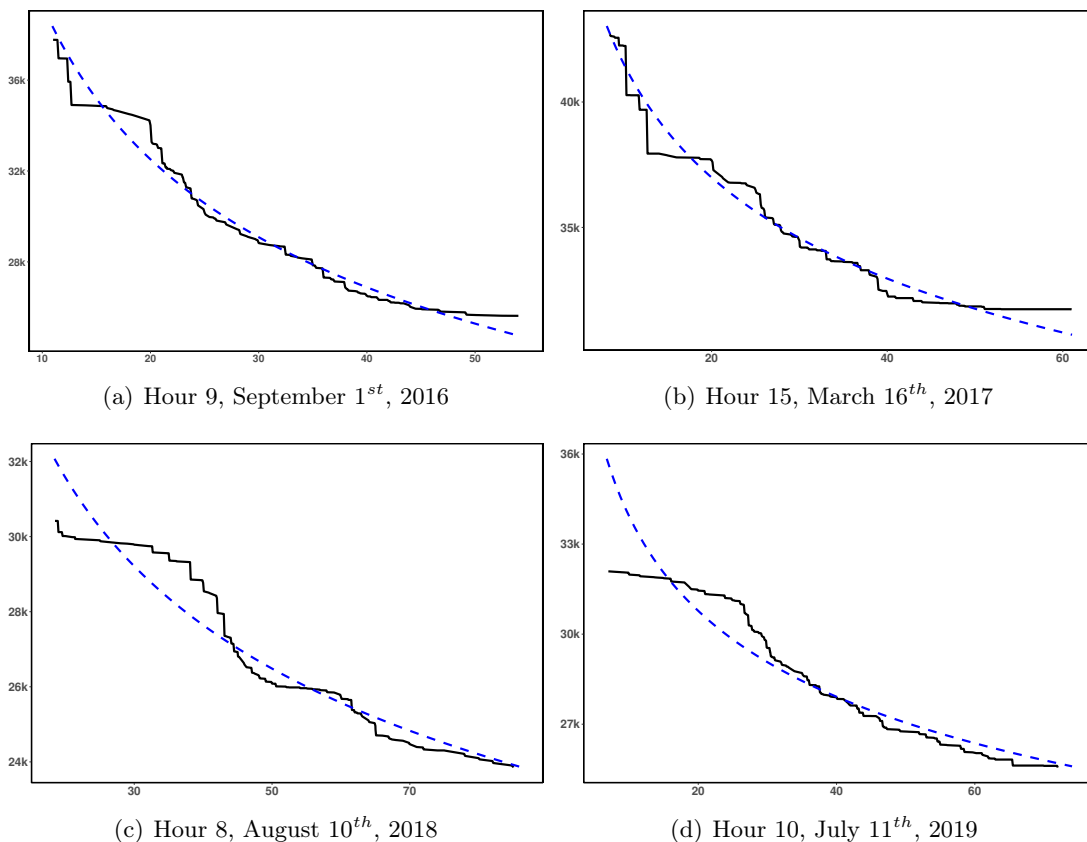 36k
32k
28k
10 20 30 40 50
(a) Hour 9, September 1st, 2016
40k
35k
20 40 60
(b) Hour 15, March 16th, 2017
32k
30k
28k
26k
24k
30 50 70
(c) Hour 8, August 10th, 2018
36k
33k
30k
27k
20 40 60
(d) Hour 10, July 11th, 2019